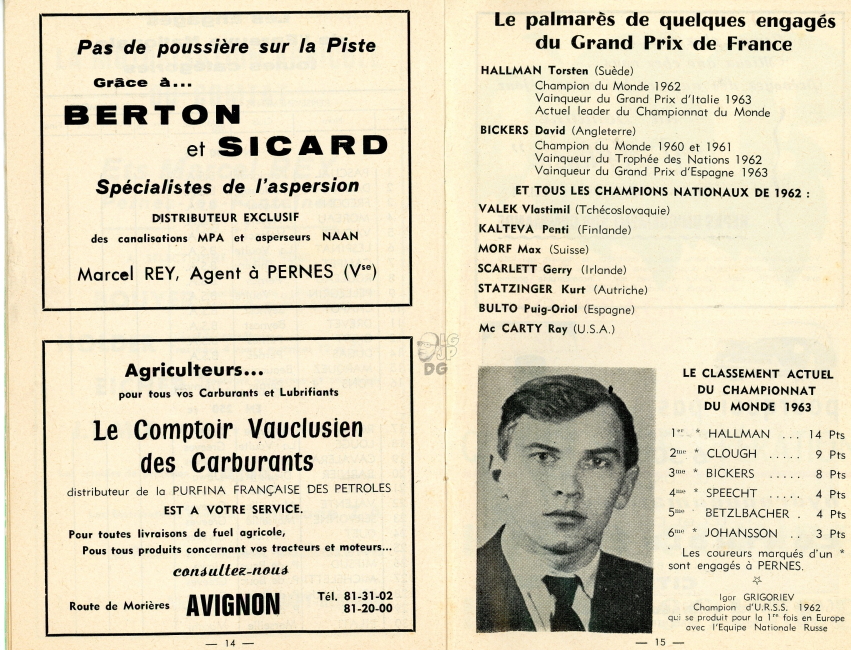 Pas de poussière sur la Piste
Grâce à...
BERTON
et SICARD
Spécialistes de l'aspersion
DISTRIBUTEUR EXCLUSIF
des canalisations MPA et asperseurs NAAN
Marcel REY, Agent à PERNES (Vse)
Agriculteurs...
pour tous vos Carburants et Lubrifiants
Le Comptoir Vauclusien
des Carburants
distributeur de la PURFINA FRANÇAISE DES PETROLES
EST A VOTRE SERVICE.
Pour toutes livraisons de fuel agricole,
Pous tous produits concernant vos tracteurs et moteurs...
consultez-nous
Route de Morières AVIGNON Tél. 81-31-02
81-20-00
— 14 —
Le palmarès de quelques engagés
du Grand Prix de France
HALLMAN Torsten (Suède)
Champion du Monde 1962
Vainqueur du Grand Prix d'Italie 1963
Actuel leader du Championnat du Monde
BICKERS David (Angleterre)
Champion du Monde 1960 et 1961
Vainqueur du Trophée des Nations 1962
Vainqueur du Grand Prix d'Espagne 1963
ET TOUS LES CHAMPIONS NATIONAUX DE 1962 :
VALEK Vlastimil (Tchécoslovaquie)
KALTEVA Penti (Finlande)
MORF Max (Suisse)
SCARLETT Gerry (Irlande)
STATZINGER Kurt (Autriche)
BULTO Puig-Oriol (Espagne)
Mc CARTY Ray (U.S.A.)
LE CLASSEMENT ACTUEL
DU CHAMPIONNAT
DU MONDE 1963
1er * HALLMAN ... 14 Pts
2me * CLOUGH ..... 9 Pts
3me * BICKERS ..... 8 Pts
4me * SPEECHT .... 4 Pts
5me BETZLBACHER . 4 Pts
6me * JOHANSSON .. 3 Pts
Les coureurs marqués d'un *
sont engagés à PERNES.
☆
Igor GRIGORIEV
Champion d'U.R.S.S. 1962
qui se produit pour la 1re fois en Europe
avec l'Equipe Nationale Russe
— 15 —
LG
JP
DG